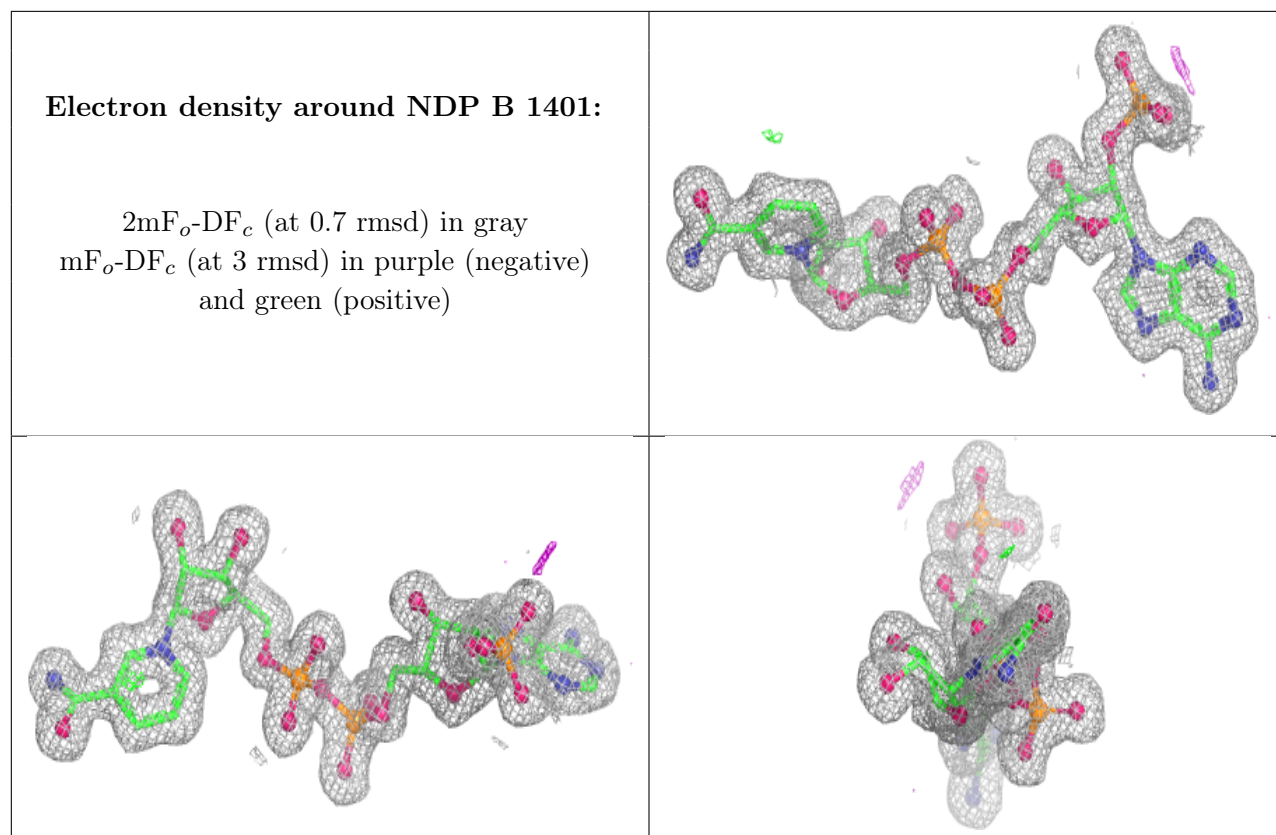 Electron density around NDP B 1401:
2mFo-DFc (at 0.7 rmsd) in gray
mFo-DFc (at 3 rmsd) in purple (negative)
and green (positive)